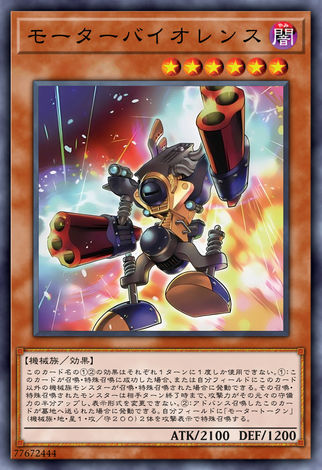 モーターバイオレンス
闇
やみ
【機械族/効果】
このカード名の①②の効果はそれぞれ1ターンに1度しか使用できない。①:こ
のカードが召喚・特殊召喚に成功した場合、または自分フィールドにこのカード
以外の機械族モンスターが召喚・特殊召喚された場合に発動できる。その召喚・
特殊召喚したモンスターは相手ターン終了時まで、攻撃力がその元々の守備
力の半分アップし、表示形式を変更できない。②:アドバンス召喚したこのカー
ドが墓地へ送られた場合に発動できる。自分フィールドに「モータートークン」
(機械族・地・星1・攻/守200)2体を攻撃表示で特殊召喚する。
ATK/2100 DEF/1200
77672444